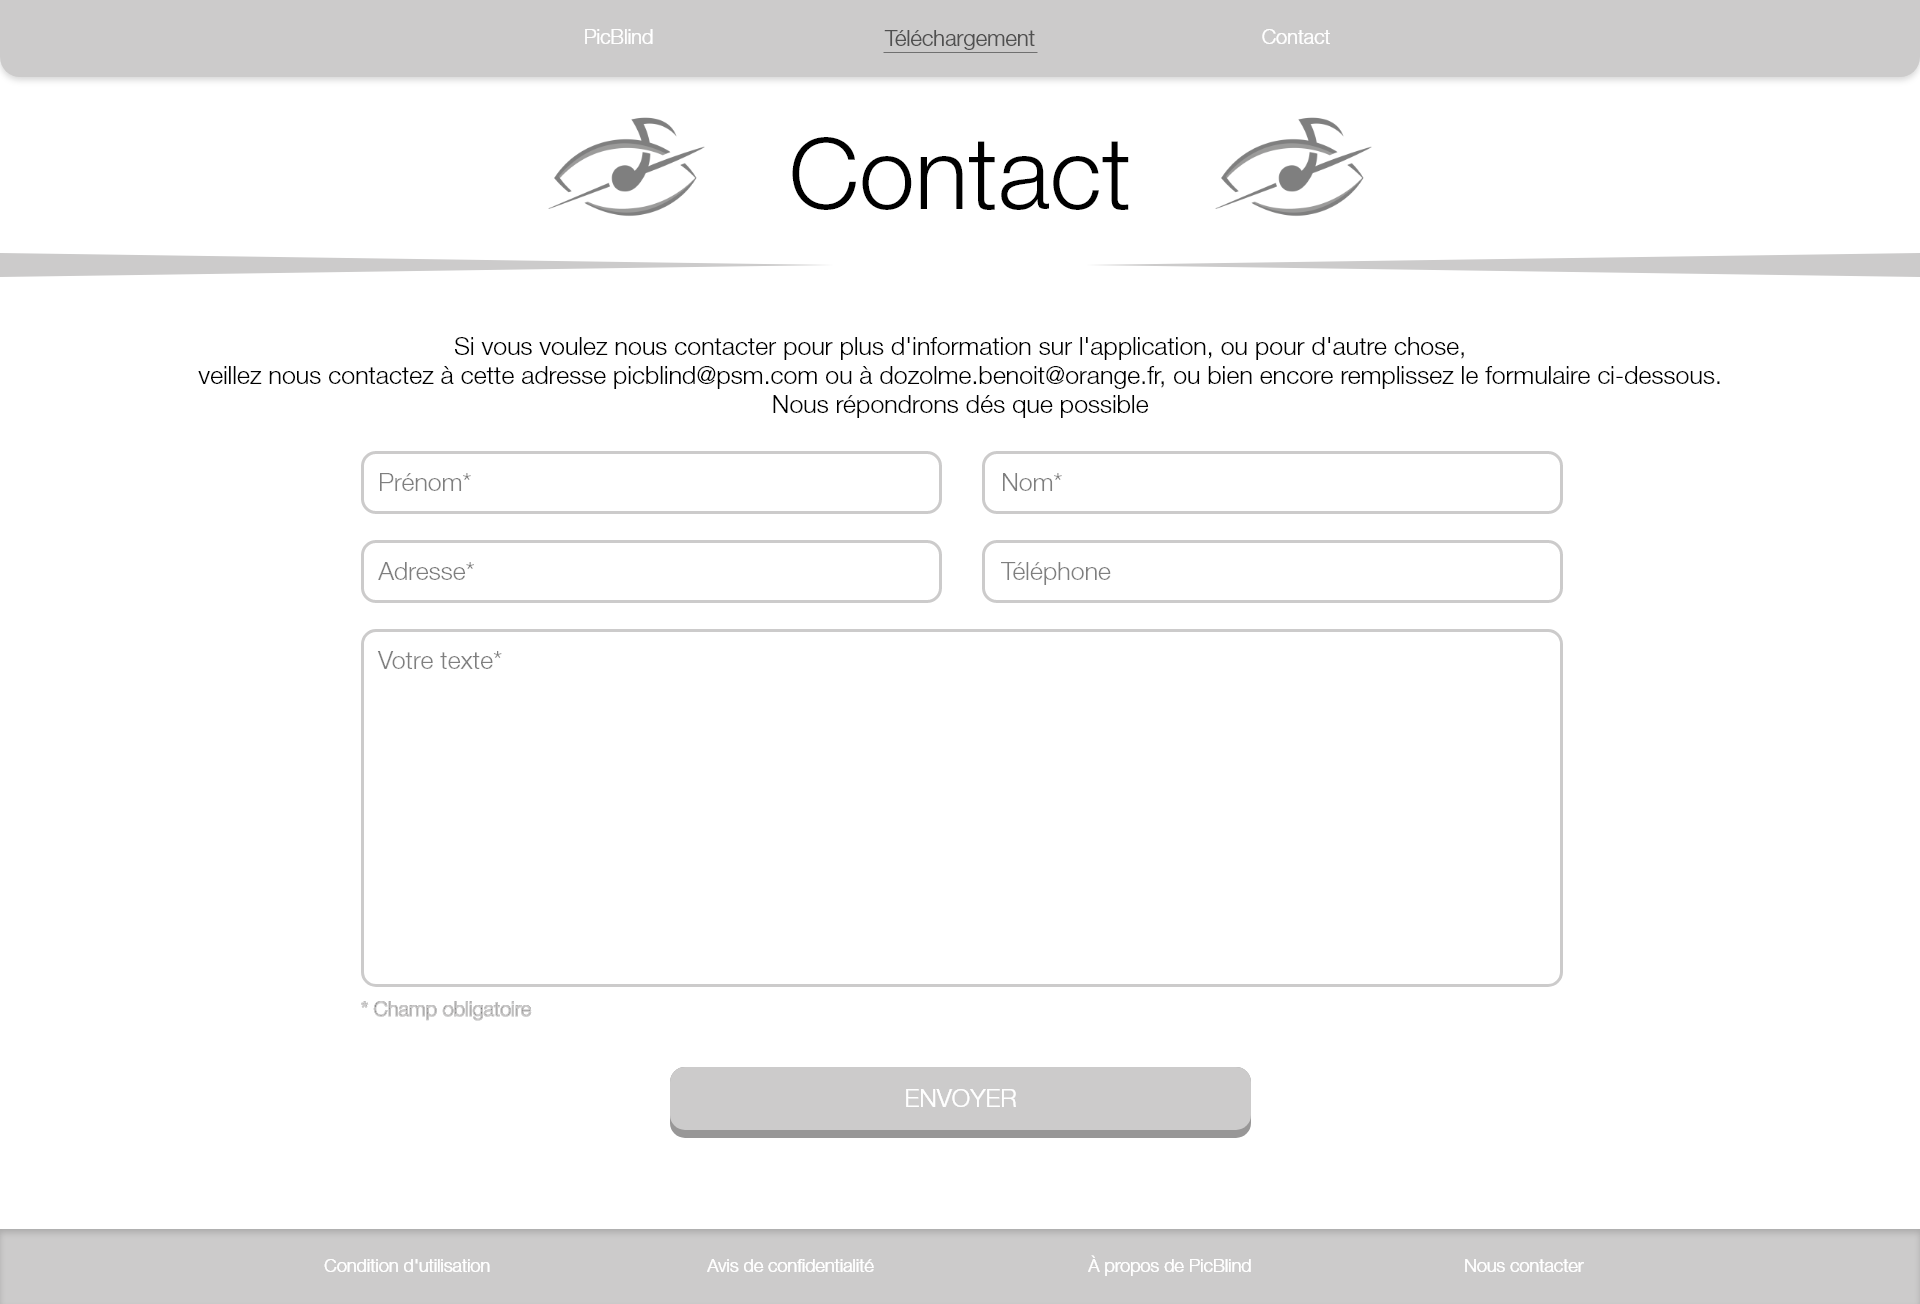 PicBlind Téléchargement Contact
Contact
Si vous voulez nous contacter pour plus d'information sur l'application, ou pour d'autre chose,
veillez nous contactez à cette adresse picblind@psm.com ou à dozolme.benoit@orange.fr, ou bien encore remplissez le formulaire ci-dessous.
Nous répondrons dés que possible
Prénom* Nom*
Adresse* Téléphone
Votre texte*
* Champ obligatoire
ENVOYER
Condition d'utilisation Avis de confidentialité À propos de PicBlind Nous contacter